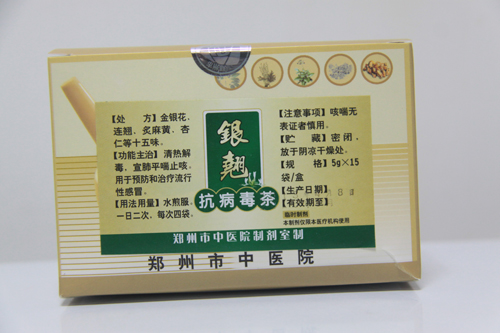 【处 方】金银花、
连翘、炙麻黄、杏
仁等十五味。
【功能主治】清热解
毒，宣肺平喘止咳。
用于预防和治疗流行
性感冒。
【用法用量】水煎服，
一日二次，每次四袋。
银翘
抗病毒茶
【注意事项】咳喘无
表证者慎用。
【贮 藏】密闭，
放于阴凉干燥处。
【规 格】5g×15
袋/盒
【生产日期】
【有效期至】
临时制剂
本制剂仅限本医疗机构使用
郑州市中医院制剂室制
郑州市中医院